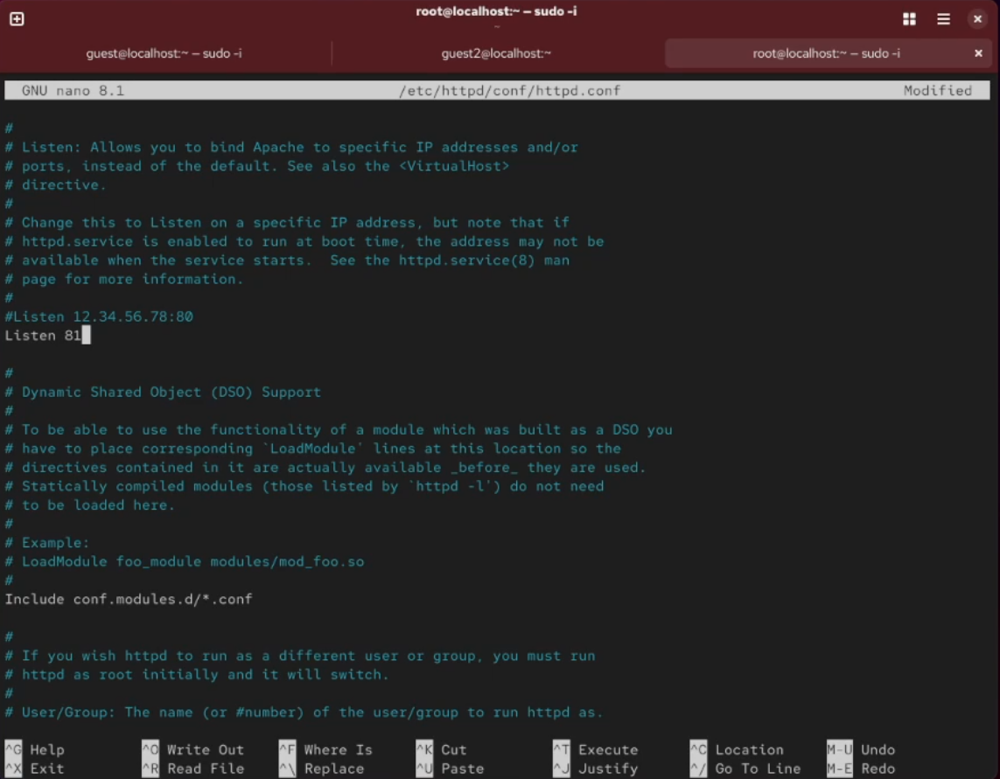 root@localhost:~ — sudo -i
~
guest@localhost:~ — sudo -i
guest2@localhost:~
root@localhost:~ — sudo -i
GNU nano 8.1 /etc/httpd/conf/httpd.conf Modified
#
# Listen: Allows you to bind Apache to specific IP addresses and/or
# ports, instead of the default. See also the <VirtualHost>
# directive.
#
# Change this to Listen on a specific IP address, but note that if
# httpd.service is enabled to run at boot time, the address may not be
# available when the service starts.  See the httpd.service(8) man
# page for more information.
#
#Listen 12.34.56.78:80
Listen 81
#
# Dynamic Shared Object (DSO) Support
#
# To be able to use the functionality of a module which was built as a DSO you
# have to place corresponding `LoadModule' lines at this location so the
# directives contained in it are actually available _before_ they are used.
# Statically compiled modules (those listed by `httpd -l') do not need
# to be loaded here.
#
# Example:
# LoadModule foo_module modules/mod_foo.so
#
Include conf.modules.d/*.conf
#
# If you wish httpd to run as a different user or group, you must run
# httpd as root initially and it will switch.
#
# User/Group: The name (or #number) of the user/group to run httpd as.
^G Help ^O Write Out ^F Where Is ^K Cut ^T Execute ^C Location M-U Undo
^X Exit ^R Read File ^\ Replace ^U Paste ^J Justify ^/ Go To Line M-E Redo